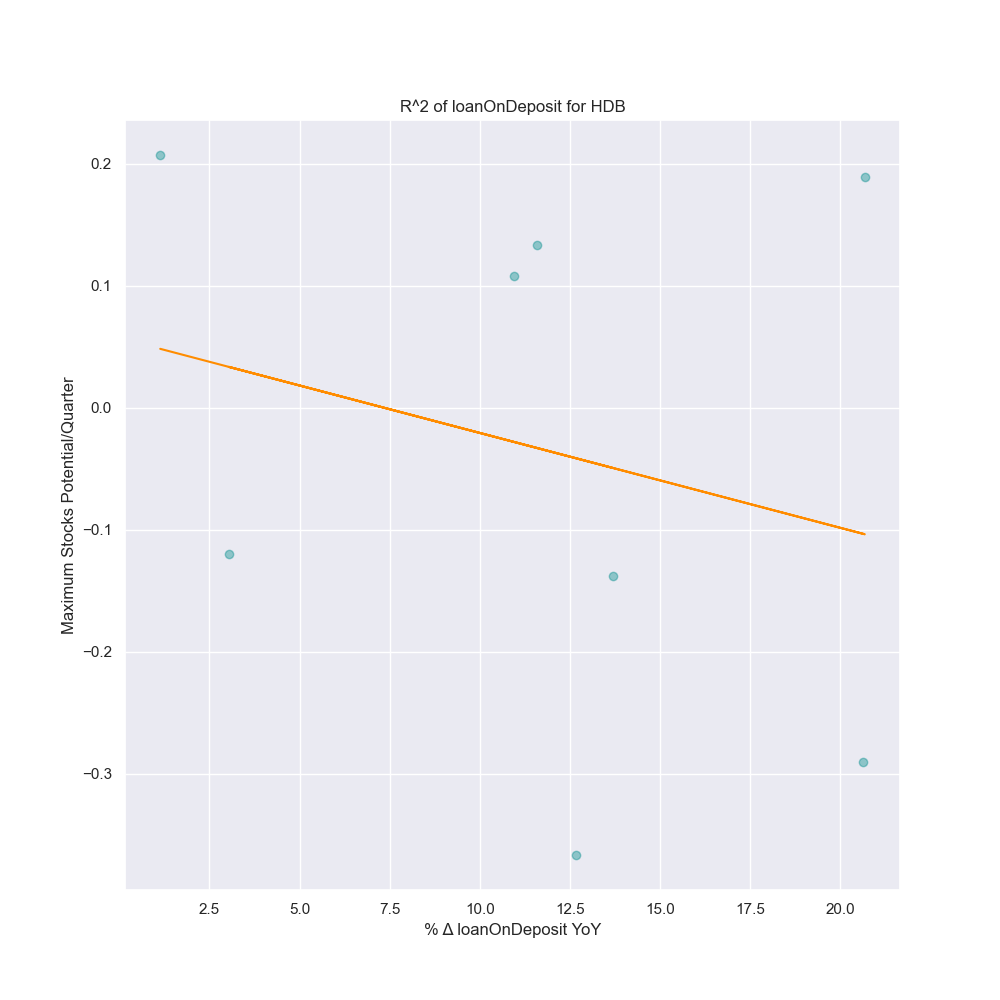 R^2 of loanOnDeposit for HDB
0.2
0.1
0.0
−0.1
−0.2
−0.3
Maximum Stocks Potential/Quarter
2.5 5.0 7.5 10.0 12.5 15.0 17.5 20.0
% Δ loanOnDeposit YoY